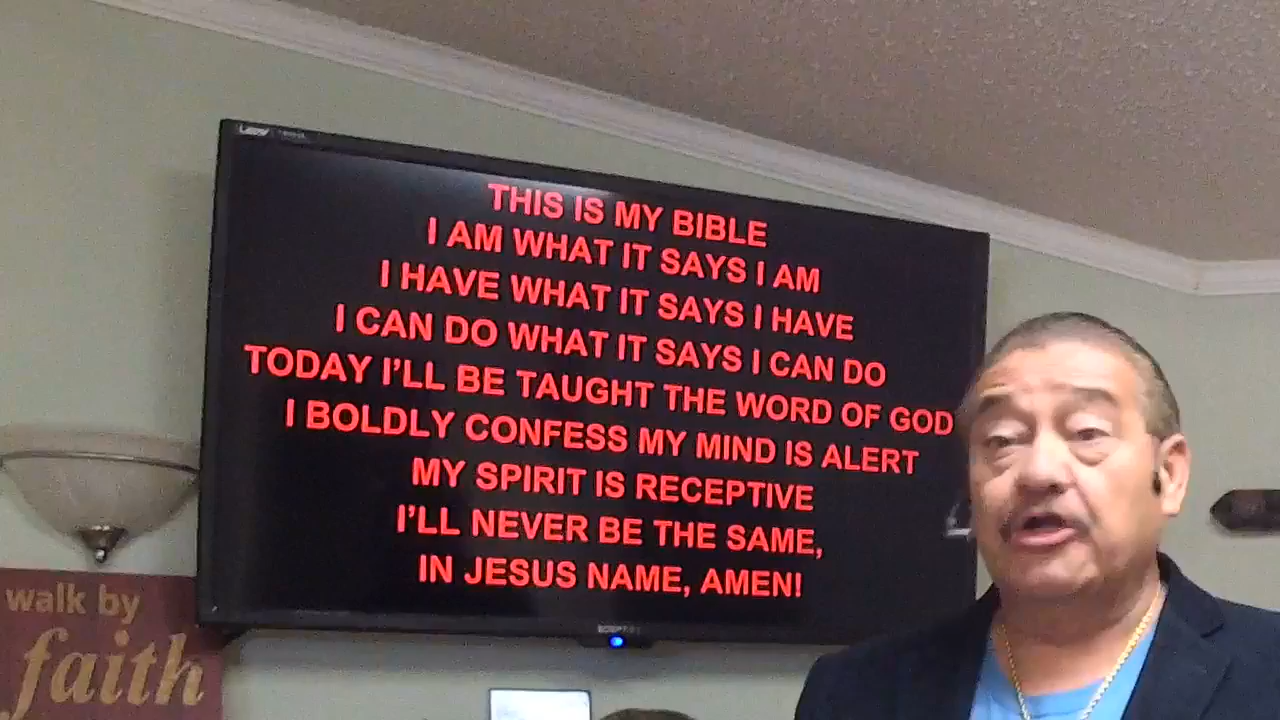 THIS IS MY BIBLE
I AM WHAT IT SAYS I AM
I HAVE WHAT IT SAYS I HAVE
I CAN DO WHAT IT SAYS I CAN DO
TODAY I'LL BE TAUGHT THE WORD OF GOD
I BOLDLY CONFESS MY MIND IS ALERT
MY SPIRIT IS RECEPTIVE
I'LL NEVER BE THE SAME,
IN JESUS NAME, AMEN!
walk by
faith